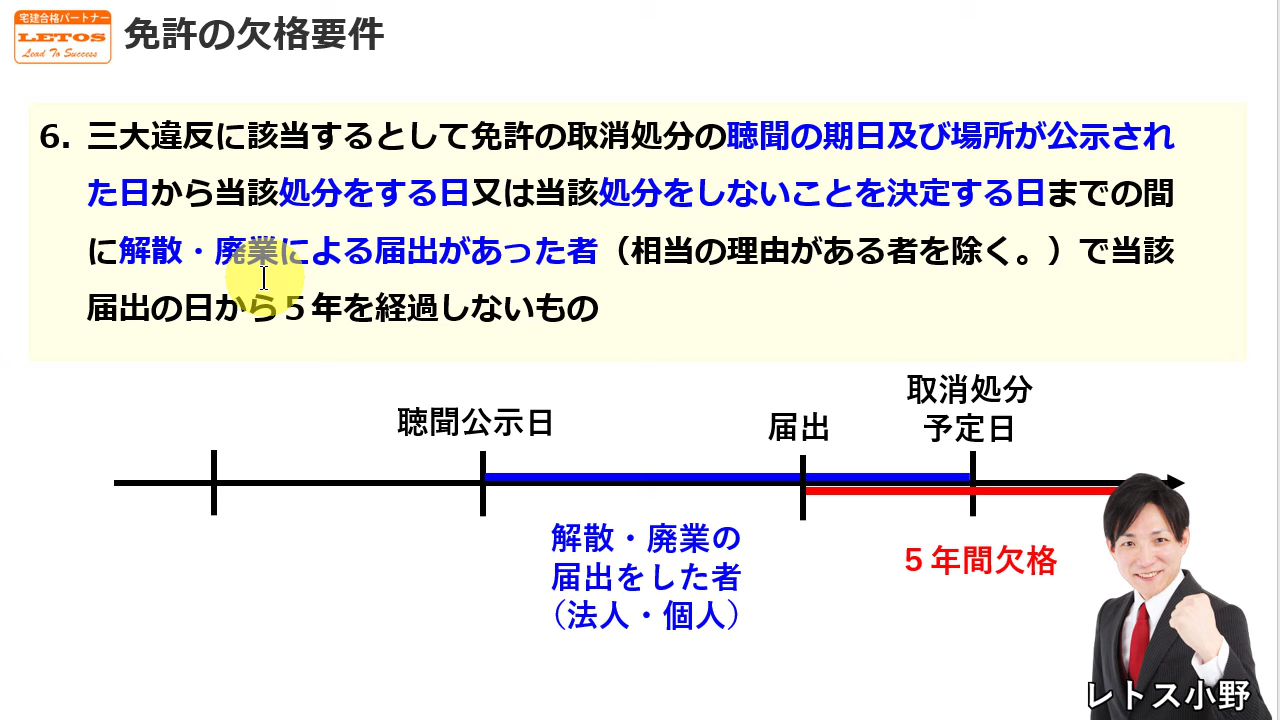 宅建合格パートナー
LETOS
Lead To Success
免許の欠格要件
6. 三大違反に該当するとして免許の取消処分の聴聞の期日及び場所が公示され
た日から当該処分をする日又は当該処分をしないことを決定する日までの間
に解散・廃業による届出があった者（相当の理由がある者を除く。）で当該
届出の日から５年を経過しないもの
取消処分
予定日
聴聞公示日
届出
解散・廃業の
届出をした者
（法人・個人）
５年間欠格
レトス小野